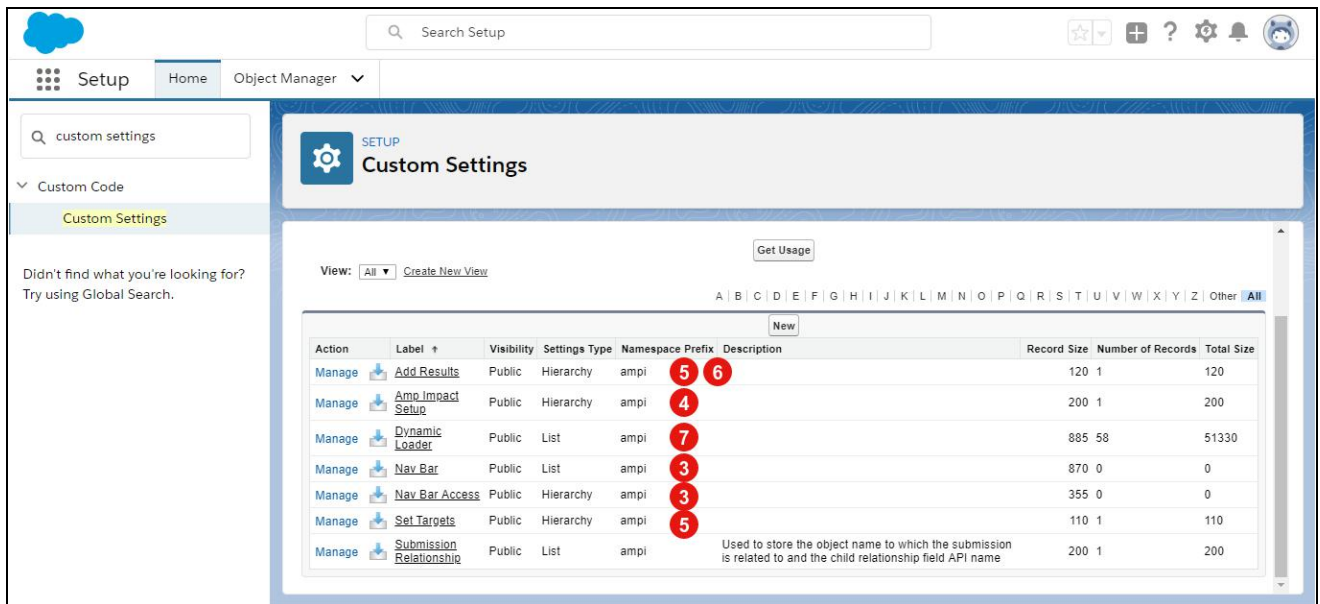 Search Setup
?
Setup Home Object Manager
custom settings
Custom Code
Custom Settings
Didn't find what you're looking for?
Try using Global Search.
SETUP
Custom Settings
Get Usage
View: All ▼ Create New View
A | B | C | D | E | F | G | H | I | J | K | L | M | N | O | P | Q | R | S | T | U | V | W | X | Y | Z | Other All
New
Action Label ↑ Visibility Settings Type Namespace Prefix Description Record Size Number of Records Total Size
Manage Add Results Public Hierarchy ampi 5 6 120 1 120
Manage Amp Impact
Setup Public Hierarchy ampi 4 200 1 200
Manage Dynamic
Loader Public List ampi 7 885 58 51330
Manage Nav Bar Public List ampi 3 870 0 0
Manage Nav Bar Access Public Hierarchy ampi 3 355 0 0
Manage Set Targets Public Hierarchy ampi 5 110 1 110
Manage Submission
Relationship Public List ampi Used to store the object name to which the submission
is related to and the child relationship field API name 200 1 200